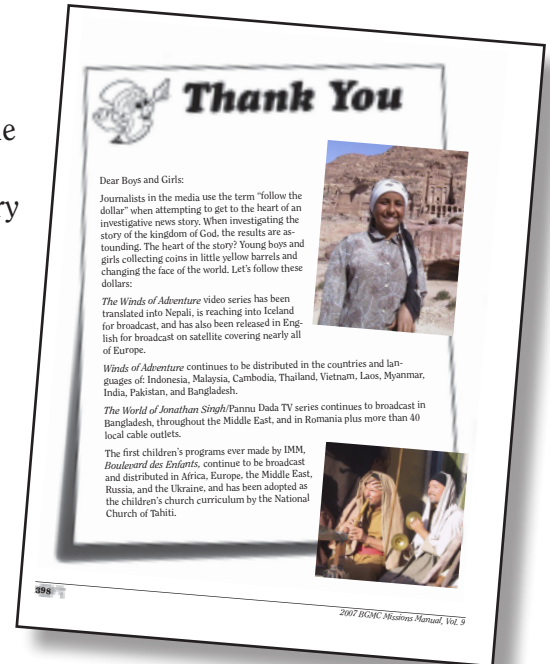 e
ry
Thank You
Dear Boys and Girls:
Journalists in the media use the term "follow the
dollar" when attempting to get to the heart of an
investigative news story. When investigating the
story of the kingdom of God, the results are as-
tounding. The heart of the story? Young boys and
girls collecting coins in little yellow barrels and
changing the face of the world. Let's follow these
dollars:
The Winds of Adventure video series has been
translated into Nepali, is reaching into Iceland
for broadcast, and has also been released in Eng-
lish for broadcast on satellite covering nearly all
of Europe.
Winds of Adventure continues to be distributed in the countries and lan-
guages of: Indonesia, Malaysia, Cambodia, Thailand, Vietnam, Laos, Myanmar,
India, Pakistan, and Bangladesh.
The World of Jonathan Singh/Pannu Dada TV series continues to broadcast in
Bangladesh, throughout the Middle East, and in Romania plus more than 40
local cable outlets.
The first children's programs ever made by IMM,
Boulevard des Enfants, continue to be broadcast
and distributed in Africa, Europe, the Middle East,
Russia, and the Ukraine, and has been adopted as
the children's church curriculum by the National
Church of Tahiti.
398
2007 BGMC Missions Manual, Vol. 9